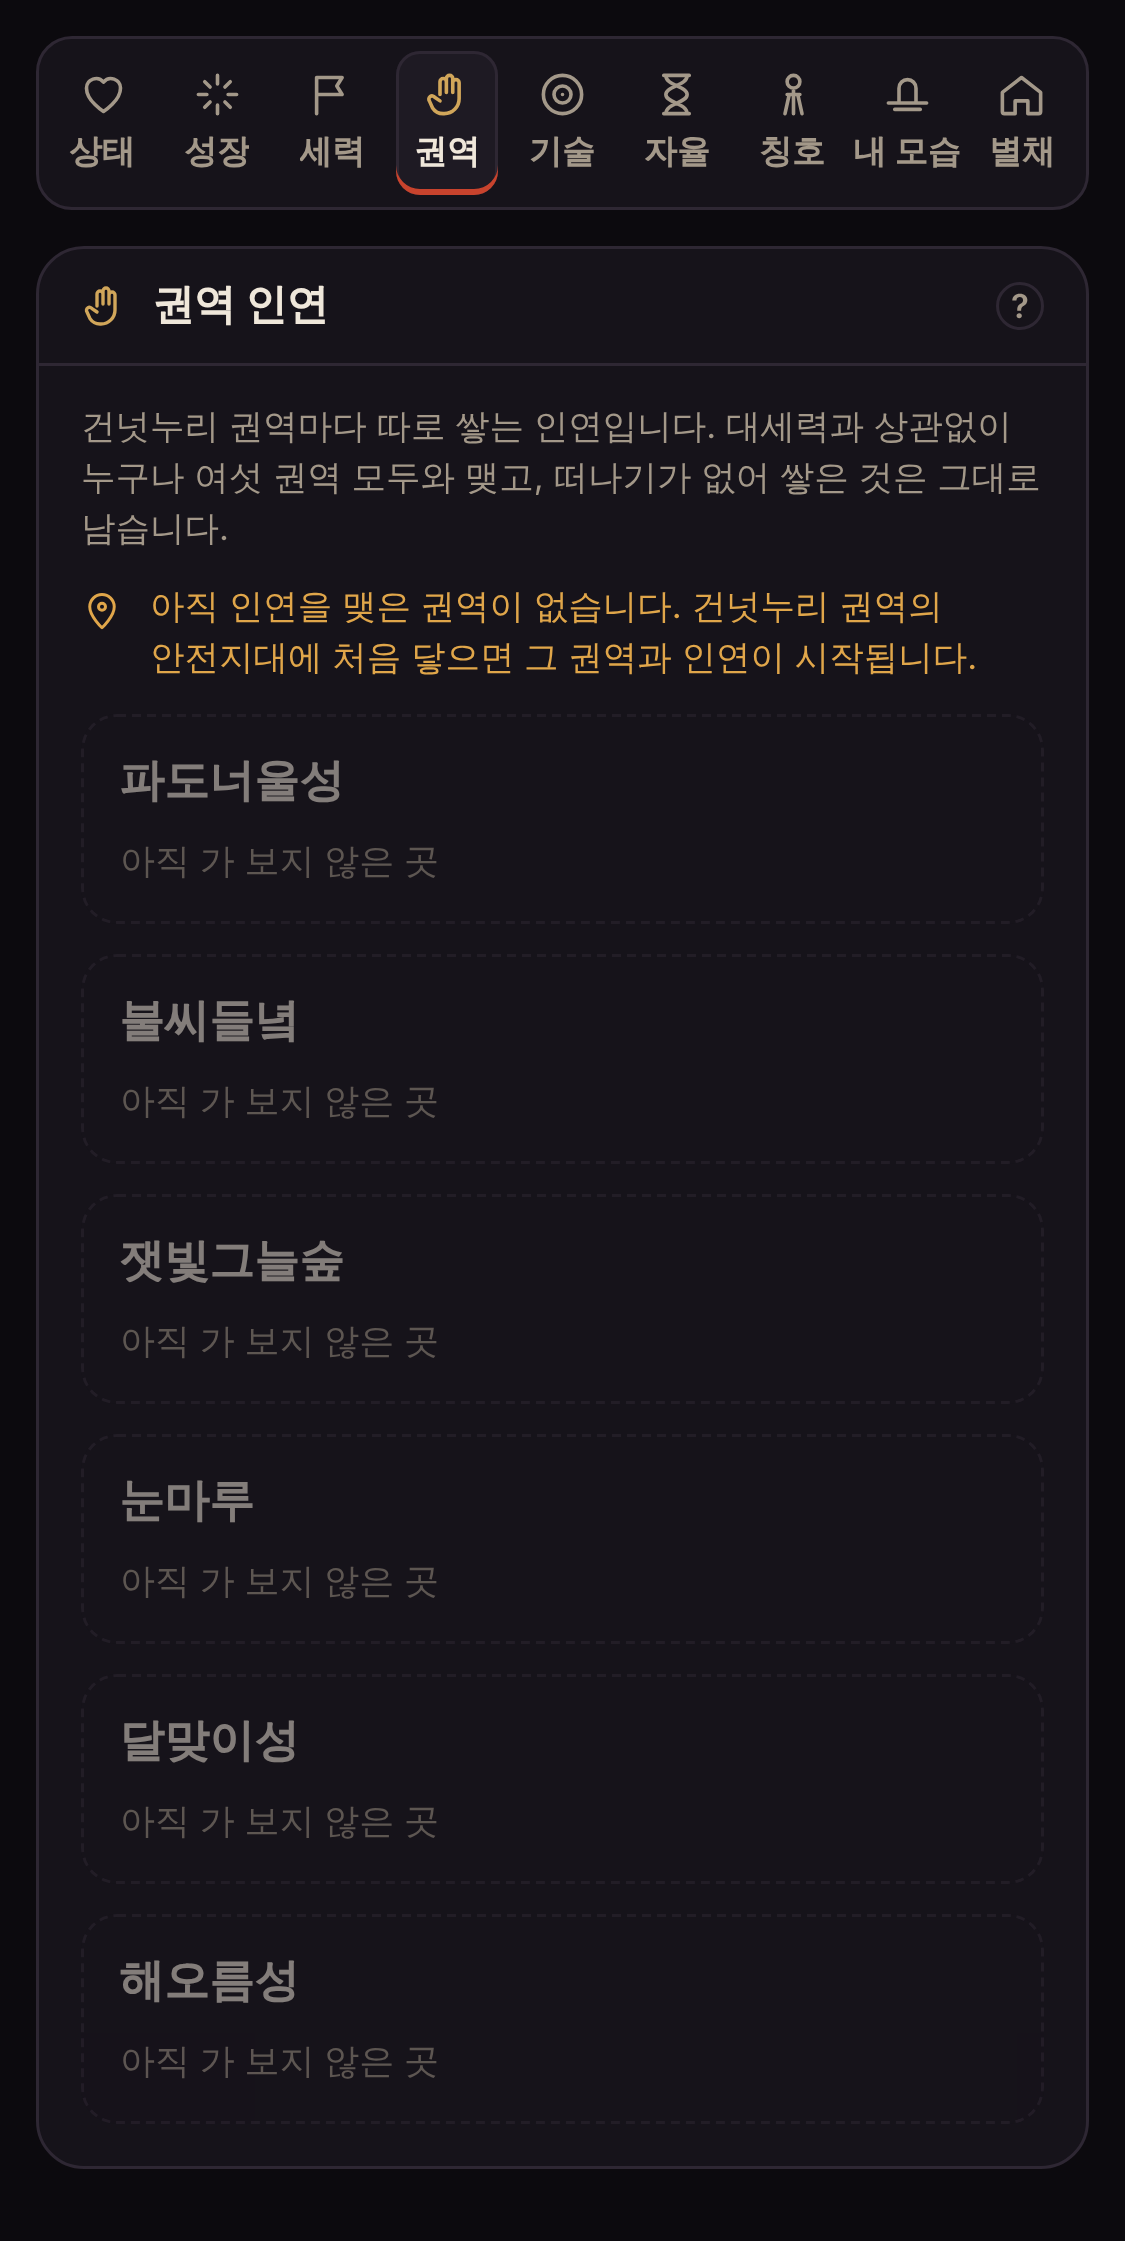 상태
성장
세력
권역
기술
자율
칭호
내 모습
별채
권역 인연
?
건넛누리 권역마다 따로 쌓는 인연입니다. 대세력과 상관없이
누구나 여섯 권역 모두와 맺고, 떠나기가 없어 쌓은 것은 그대로
남습니다.
아직 인연을 맺은 권역이 없습니다. 건넛누리 권역의
안전지대에 처음 닿으면 그 권역과 인연이 시작됩니다.
파도너울성
아직 가 보지 않은 곳
불씨들녘
아직 가 보지 않은 곳
잿빛그늘숲
아직 가 보지 않은 곳
눈마루
아직 가 보지 않은 곳
달맞이성
아직 가 보지 않은 곳
해오름성
아직 가 보지 않은 곳